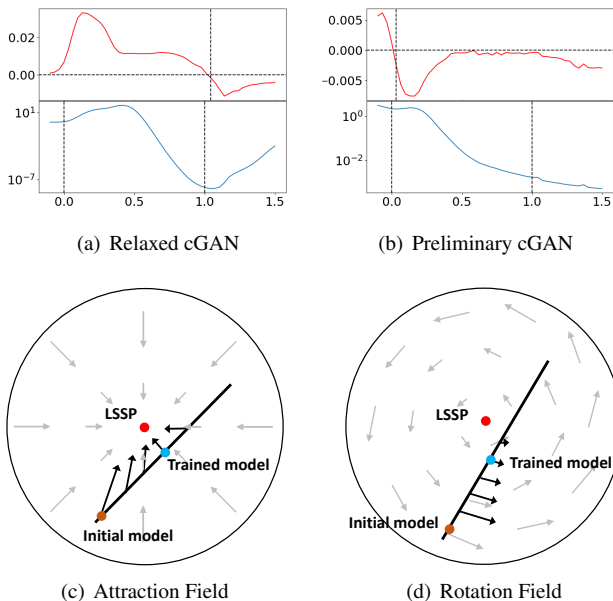 0.02
0.00
10¹
10⁻⁷
0.0 0.5 1.0 1.5
0.005
0.000
−0.005
10⁰
10⁻²
0.0 0.5 1.0 1.5
(a) Relaxed cGAN
(b) Preliminary cGAN
LSSP
Trained model
Initial model
LSSP
Trained model
Initial model
(c) Attraction Field
(d) Rotation Field